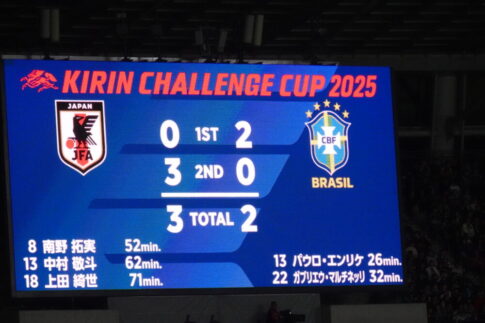 KIRIN CHALLENGE CUP 2025
JAPAN
JFA
CBF
BRASIL
0 1ST 2
3 2ND 0
3 TOTAL 2
8 南野 拓実 52min.
13 中村 敬斗 62min.
18 上田 綺世 71min.
13 パウロ・エンリケ 26min.
22 ガブリエウ・マルチネッリ 32min.